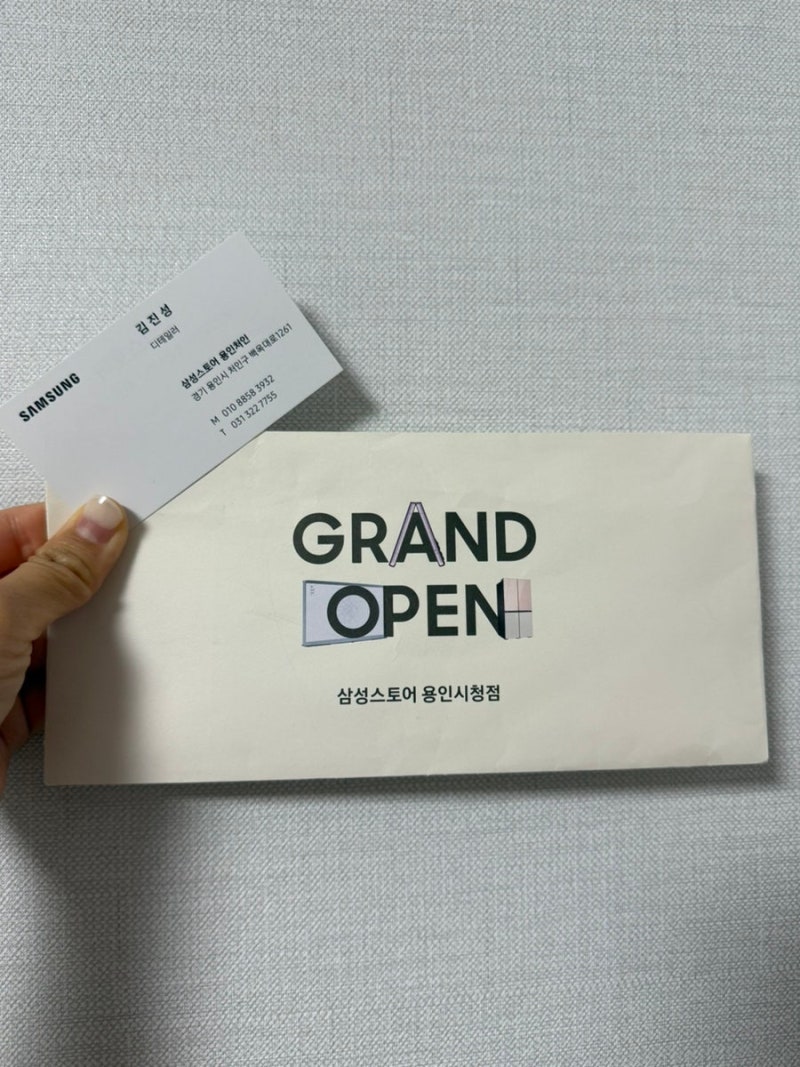 SAMSUNG
김진성
디테일러
삼성스토어 용인처인
경기 용인시 처인구 백옥대로1261
M 010 8858 3932
T 031 322 7755
GRAND
OPEN
삼성스토어 용인시청점